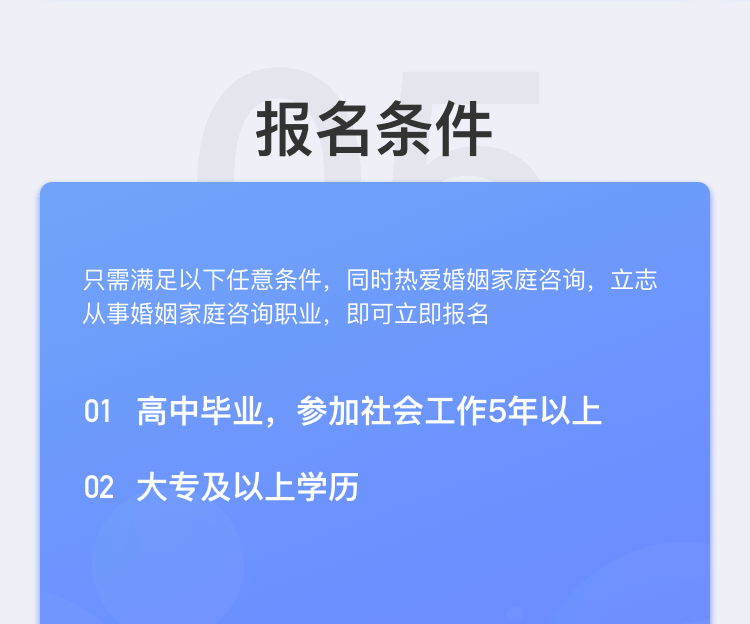 05
报名条件
只需满足以下任意条件，同时热爱婚姻家庭咨询，立志
从事婚姻家庭咨询职业，即可立即报名
01 高中毕业，参加社会工作5年以上
02 大专及以上学历